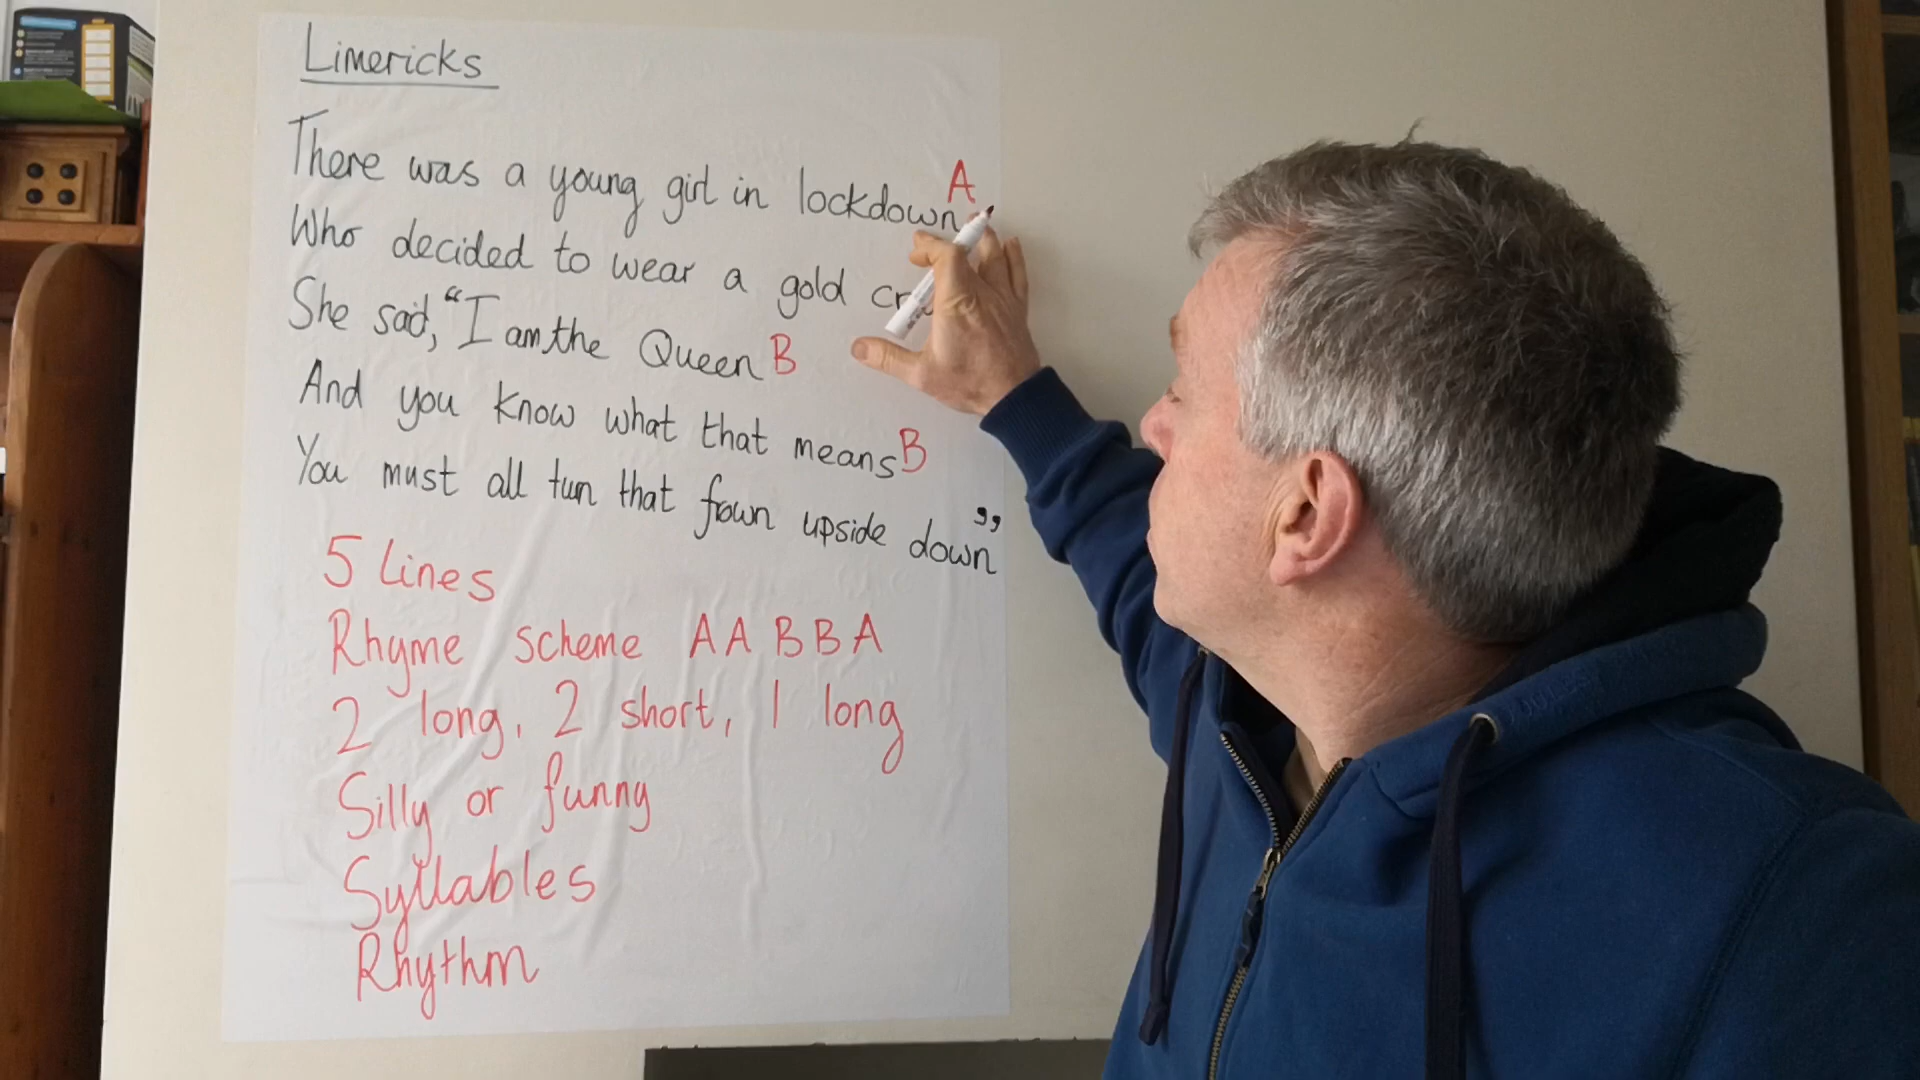 Limericks
There was a young girl in lockdown A
Who decided to wear a gold
She said, "I am the Queen B
And you know what that means B
You must all turn that frown upside down"
5 Lines
Rhyme scheme A A B B A
2 long, 2 short, 1 long
Silly or funny
Syllables
Rhythm